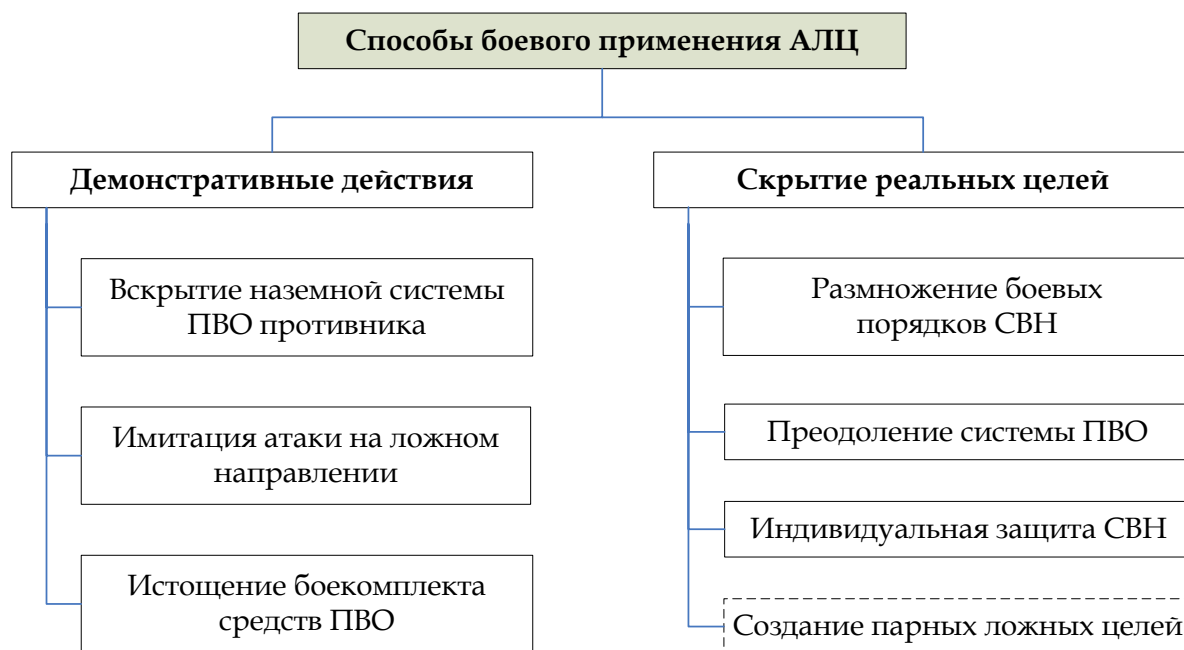 Способы боевого применения АЛЦ
Демонстративные действия
Вскрытие наземной системы
ПВО противника
Имитация атаки на ложном
направлении
Истощение боекомплекта
средств ПВО
Скрытие реальных целей
Размножение боевых
порядков СВН
Преодоление системы ПВО
Индивидуальная защита СВН
Создание парных ложных целей